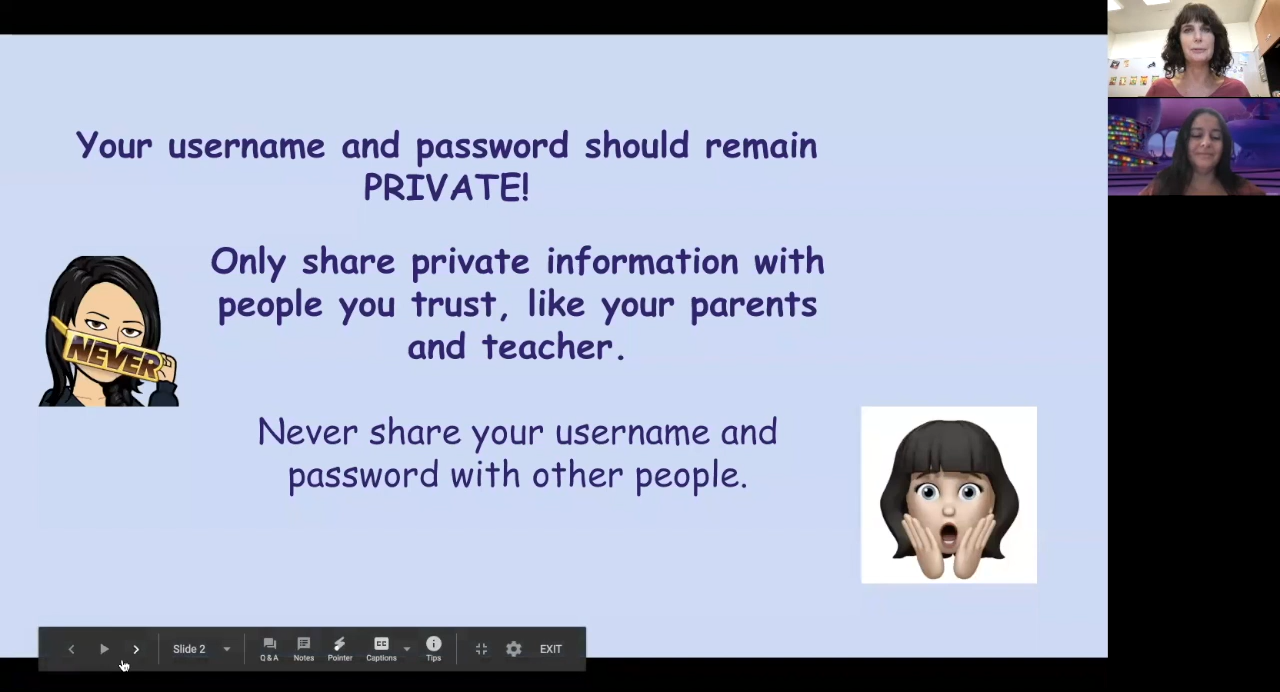 Your username and password should remain
PRIVATE!
Only share private information with
people you trust, like your parents
and teacher.
NEVER
Never share your username and
password with other people.
Slide 2
Q & A
Notes
Pointer
CC
Captions
Tips
EXIT